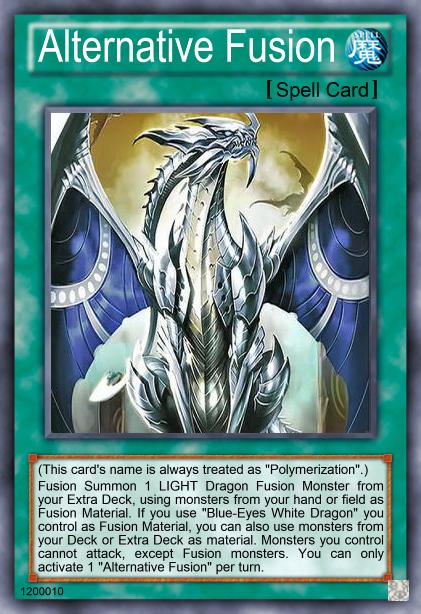 Alternative Fusion
SPELL
魔
[Spell Card]
(This card's name is always treated as "Polymerization".)
Fusion Summon 1 LIGHT Dragon Fusion Monster from
your Extra Deck, using monsters from your hand or field as
Fusion Material. If you use "Blue-Eyes White Dragon" you
control as Fusion Material, you can also use monsters from
your Deck or Extra Deck as material. Monsters you control
cannot attack, except Fusion monsters. You can only
activate 1 "Alternative Fusion" per turn.
1200010